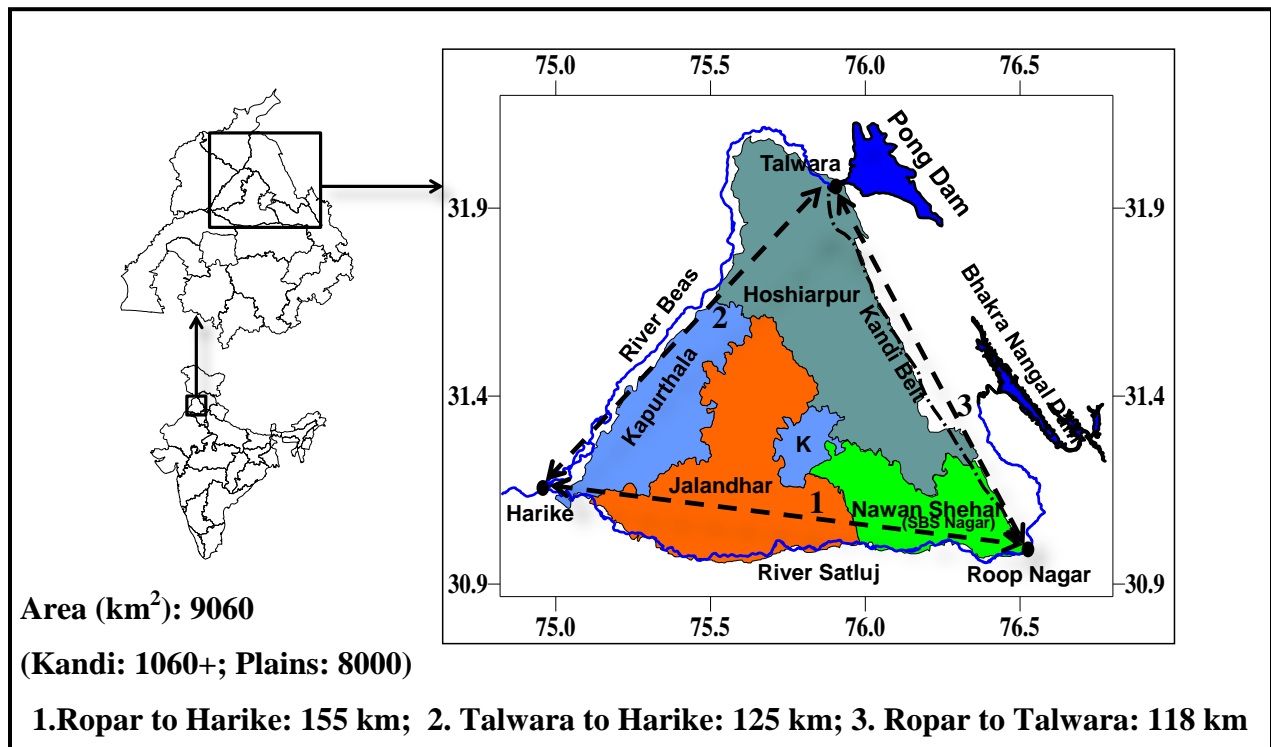 75.0 75.5 76.0 76.5
Pong Dam
Talwara
31.9 31.9
River Beas
Hoshiarpur
Bhakra Nangal Dam
2
Kandi Belt
Kapurthala
31.4 31.4
3
K
Jalandhar
1
Nawan Shehar
(SBS Nagar)
Harike
River Satluj
Roop Nagar
30.9 30.9
75.0 75.5 76.0 76.5
Area (km²): 9060
(Kandi: 1060+; Plains: 8000)
1.Ropar to Harike: 155 km; 2. Talwara to Harike: 125 km; 3. Ropar to Talwara: 118 km